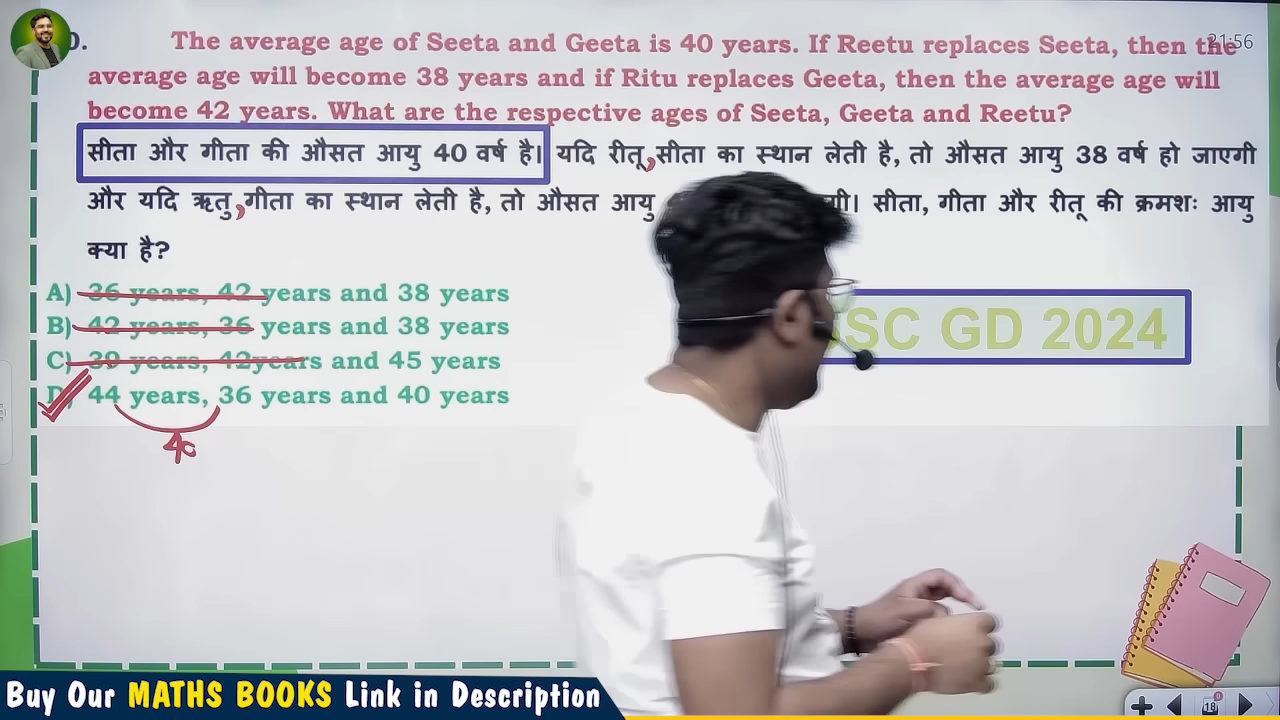 The average age of Seeta and Geeta is 40 years. If Reetu replaces Seeta, then the
21:56
average age will become 38 years and if Ritu replaces Geeta, then the average age will
become 42 years. What are the respective ages of Seeta, Geeta and Reetu?
सीता और गीता की औसत आयु 40 वर्ष है। यदि रीतू,सीता का स्थान लेती है, तो औसत आयु 38 वर्ष हो जाएगी
और यदि ऋतु,गीता का स्थान लेती है, तो औसत आयु सीता, गीता और रीतू की क्रमशः आयु
क्या है?
A) 36 years, 42 years and 38 years
B) 42 years, 36 years and 38 years
C) 39 years, 42years and 45 years
D) 44 years, 36 years and 40 years
40
SC GD 2024
18
Buy Our MATHS BOOKS Link in Description